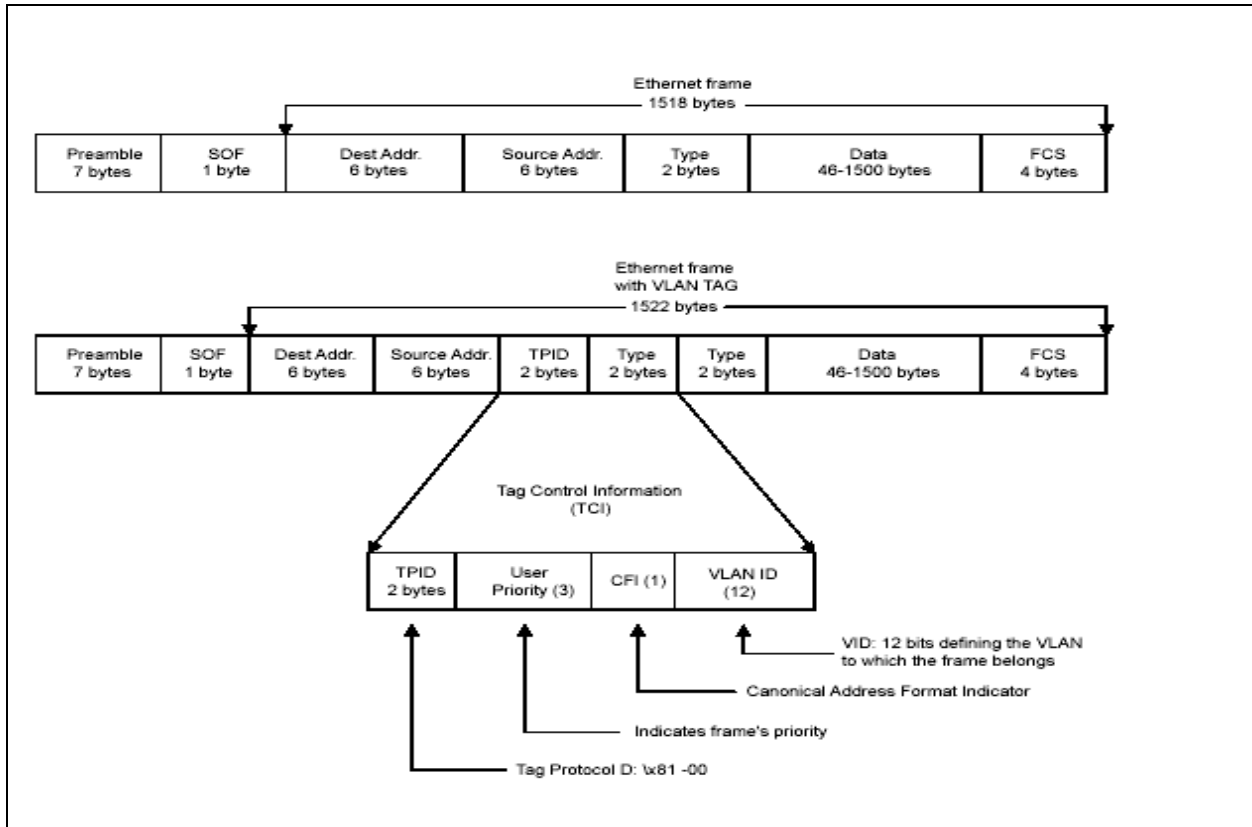 Ethernet frame
1518 bytes
Preamble
7 bytes
SOF
1 byte
Dest Addr.
6 bytes
Source Addr.
6 bytes
Type
2 bytes
Data
46-1500 bytes
FCS
4 bytes
Ethernet frame
with VLAN TAG
1522 bytes
Preamble
7 bytes
SOF
1 byte
Dest Addr.
6 bytes
Source Addr.
6 bytes
TPID
2 bytes
Type
2 bytes
Type
2 bytes
Data
46-1500 bytes
FCS
4 bytes
Tag Control Information
(TCI)
TPID
2 bytes
User
Priority (3)
CFI (1)
VLAN ID
(12)
VID: 12 bits defining the VLAN
to which the frame belongs
Canonical Address Format Indicator
Indicates frame's priority
Tag Protocol D: \x81 -00